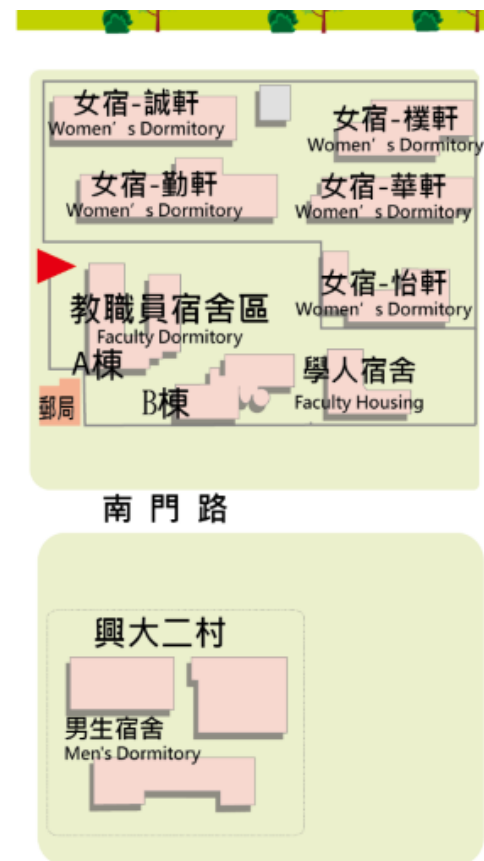 女宿-誠軒
Women's Dormitory
女宿-樸軒
Women's Dormitory
女宿-勤軒
Women's Dormitory
女宿-華軒
Women's Dormitory
女宿-怡軒
Women's Dormitory
教職員宿舍區
Faculty Dormitory
A棟
B棟
學人宿舍
Faculty Housing
郵局
南門路
興大二村
男生宿舍
Men's Dormitory